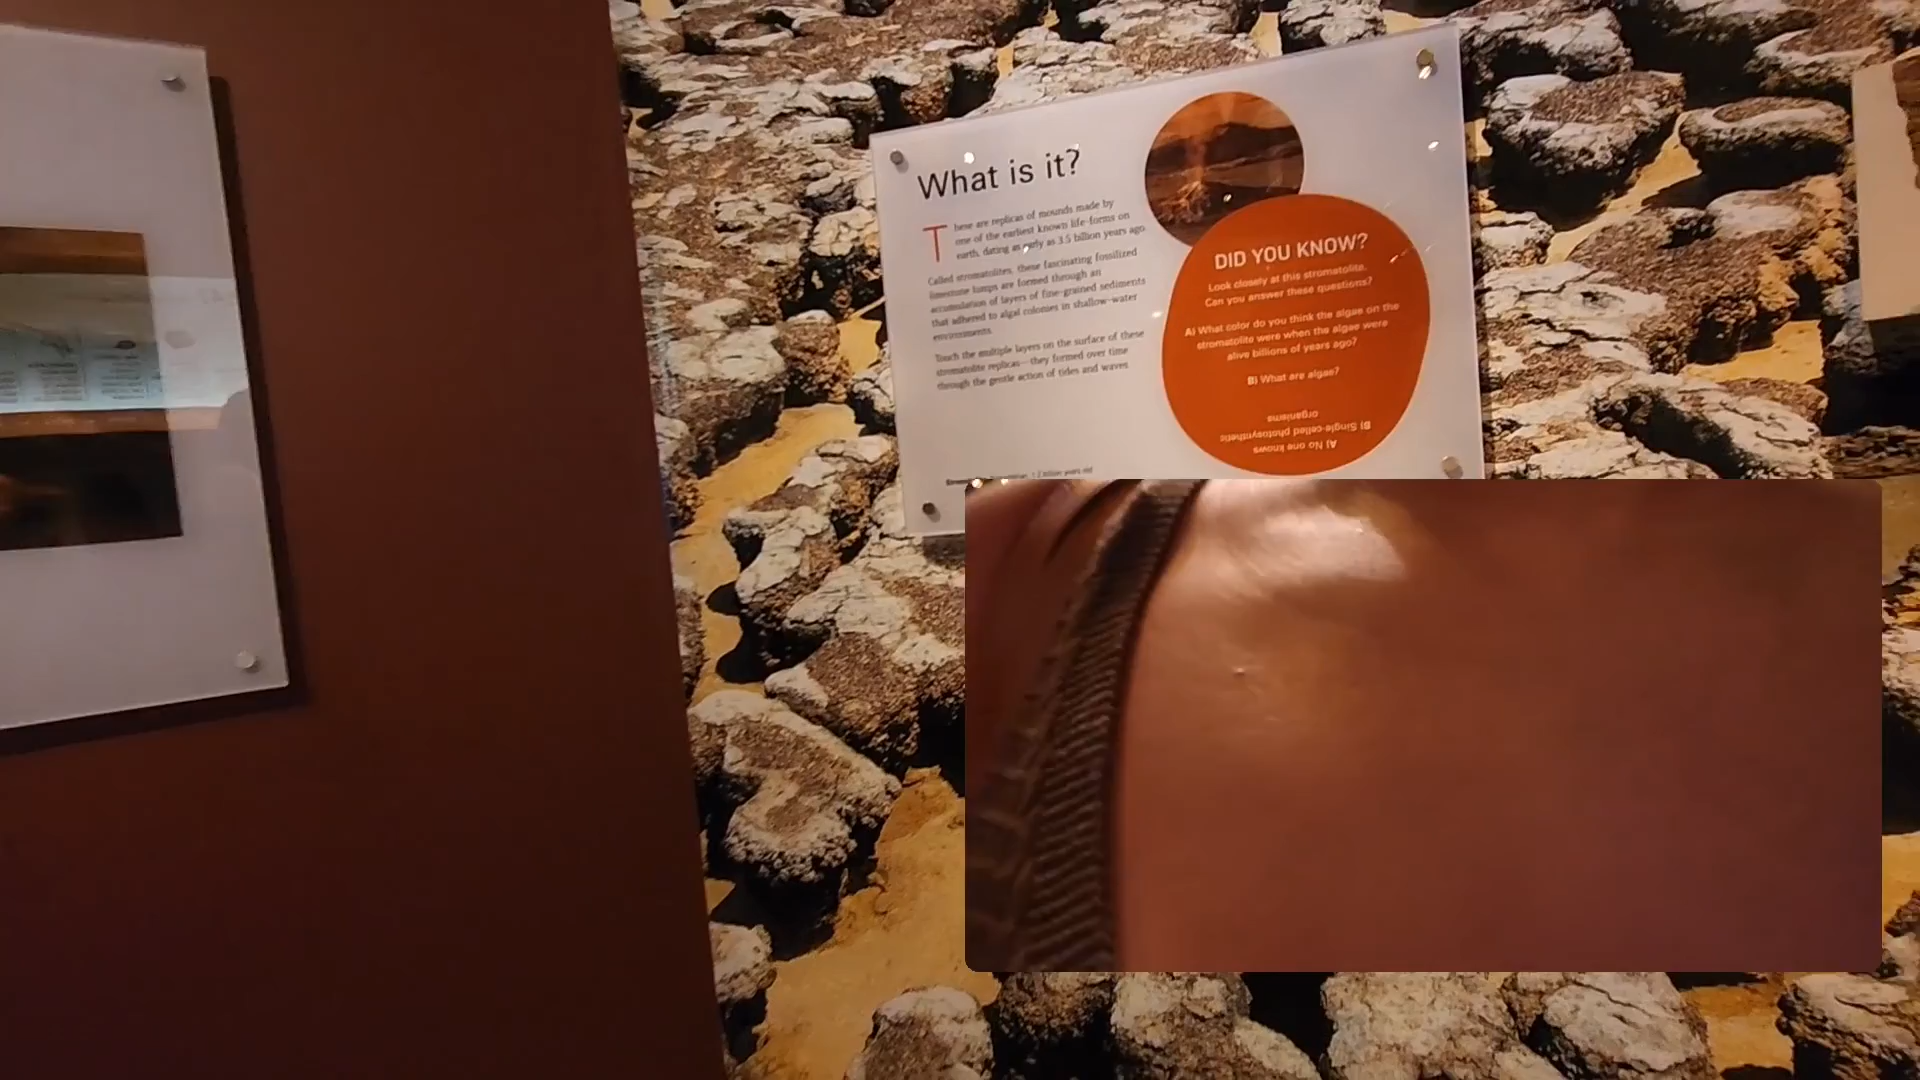 What is it?
These are replicas of mounds made by
one of the earliest known life-forms on
earth, dating as early as 3.5 billion years ago
Called stromatolites, these fascinating fossilized
limestone lumps are formed through an
accumulation of layers of fine-grained sediments
that adhered to algal colonies in shallow-water
environments.
Touch the multiple layers on the surface of these
stromatolite replicas—they formed over time
through the gentle action of tides and waves
billion years old
DID YOU KNOW?
Look closely at this stromatolite.
Can you answer these questions?
A) What color do you think the algae on the
stromatolite were when the algae were
alive billions of years ago?
B) What are algae?
A) No one knows
B) Single-celled photosynthetic
organisms